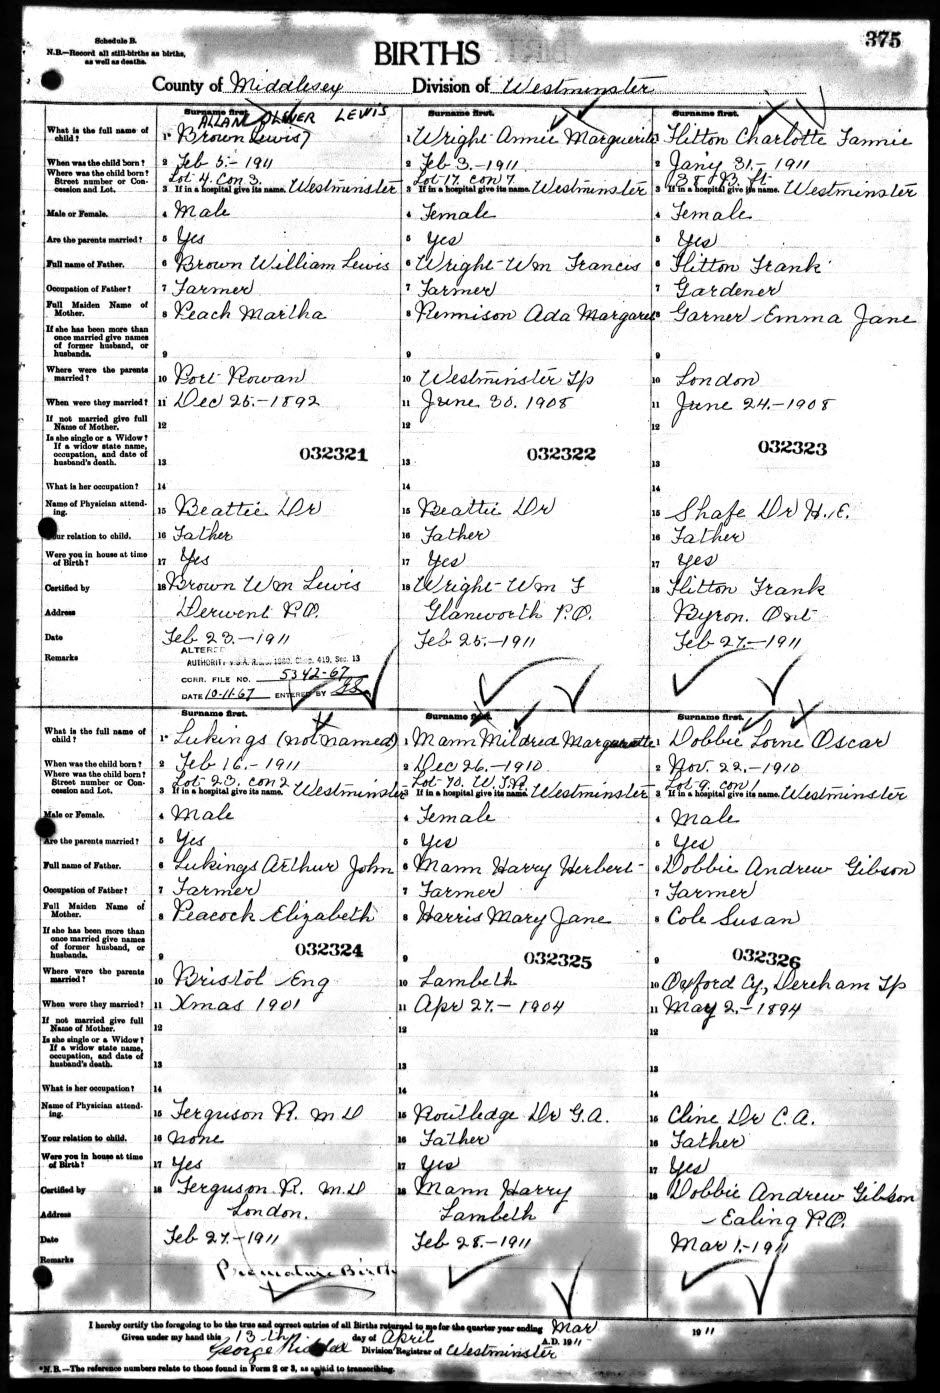 375
Schedule B.
N.B.—Record all still-births as births, as well as deaths.
BIRTHS
County of Middlesex Division of Westminster
Surname first. Surname first. Surname first.
ALLAN OLIVER LEWIS
What is the full name of child? 1* Brown (Lewis) 1 Wright Annie Marguerite 1 Flitton Charlotte Fannie
When was the child born? 2 Feb 5.-1911 2 Feb 3.-1911 2 Jan'y 31.-1911
Where was the child born? Lot 4. Con 3. Lot 17. Con 7.
Street number or Concession and Lot. 3 If in a hospital give its name. Westminster 3 If in a hospital give its name. Westminster 3 If in a hospital give its name. Westminster
Male or Female. 4 Male 4 Female 4 Female
Are the parents married? 5 Yes 5 Yes 5 Yes
Full name of Father. 6 Brown William Lewis 6 Wright Wm Francis 6 Flitton Frank
Occupation of Father? 7 Farmer 7 Farmer 7 Gardener
Full Maiden Name of Mother. 8 Peach Martha 8 Rennison Ada Margaret 8 Garner Emma Jane
If she has been more than once married give names of former husband, or husbands. 9 9 9
Where were the parents married? 10 Port Rowan 10 Westminster Tp 10 London
When were they married? 11 Dec 25.-1892 11 June 30. 1908 11 June 24.-1908
If not married give full Name of Mother. 12 12 12
Is she single or a Widow? If a widow state name, occupation, and date of husband's death. 13 032321 13 032322 13 032323
What is her occupation? 14 14 14
Name of Physician attending. 15 Beattie Dr 15 Beattie Dr 15 Shafe Dr H.E.
Your relation to child. 16 Father 16 Father 16 Father
Were you in house at time of Birth? 17 Yes 17 Yes 17 Yes
Certified by 18 Brown Wm Lewis 18 Wright Wm F 18 Flitton Frank
Address Derwent P.O. Glanworth P.O. Byron. Ont
Date Feb 23.-1911 Feb 25.-1911 Feb 27.-1911
Remarks ALTERED
AUTHORITY V.S.A. R.S.O. 1960, Chap. 419, Sec. 13
CORR. FILE NO. 5342-67
DATE 10-11-67 ENTERED BY
Surname first. Surname first. Surname first.
What is the full name of child? 1* Lukings (not named) 1 Mann Mildred Marguerette 1 Dobbie Lorne Oscar
When was the child born? 2 Feb 16.-1911 2 Dec 26.-1910 2 Nov. 22.-1910
Where was the child born? Lot 23. Con 2 Lot 70. W.T.R. Lot 9. Con 1
Street number or Concession and Lot. 3 If in a hospital give its name. Westminster 3 If in a hospital give its name. Westminster 3 If in a hospital give its name. Westminster
Male or Female. 4 Male 4 Female 4 Male
Are the parents married? 5 Yes 5 Yes 5 Yes
Full name of Father. 6 Lukings Arthur John 6 Mann Harry Herbert 6 Dobbie Andrew Gibson
Occupation of Father? 7 Farmer 7 Farmer 7 Farmer
Full Maiden Name of Mother. 8 Peacock Elizabeth 8 Harris Mary Jane 8 Cole Susan
If she has been more than once married give names of former husband, or husbands. 9 032324 9 032325 9 032326
Where were the parents married? 10 Bristol Eng 10 Lambeth 10 Oxford Cy, Dereham Tp
When were they married? 11 Xmas 1901 11 Apr 27.-1904 11 May 2.-1894
If not married give full Name of Mother. 12 12 12
Is she single or a Widow? If a widow state name, occupation, and date of husband's death. 13 13 13
What is her occupation? 14 14 14
Name of Physician attending. 15 Ferguson R. M D 15 Routledge Dr G.A. 15 Cline Dr C.A.
Your relation to child. 16 None 16 Father 16 Father
Were you in house at time of Birth? 17 Yes 17 Yes 17 Yes
Certified by 18 Ferguson R. M D 18 Mann Harry 18 Dobbie Andrew Gibson
Address London. Lambeth Ealing P.O.
Date Feb 27.-1911 Feb 28.-1911 Mar 1.-1911
Remarks Premature Birth
I hereby certify the foregoing to be the true and correct entries of all Births returned to me for the quarter year ending Mar 1911
Given under my hand this 13th day of April A.D. 1911
George Division Registrar of Westminster
*N.B.—The reference numbers relate to those found in Form 2 or 3, as said to transcribing.